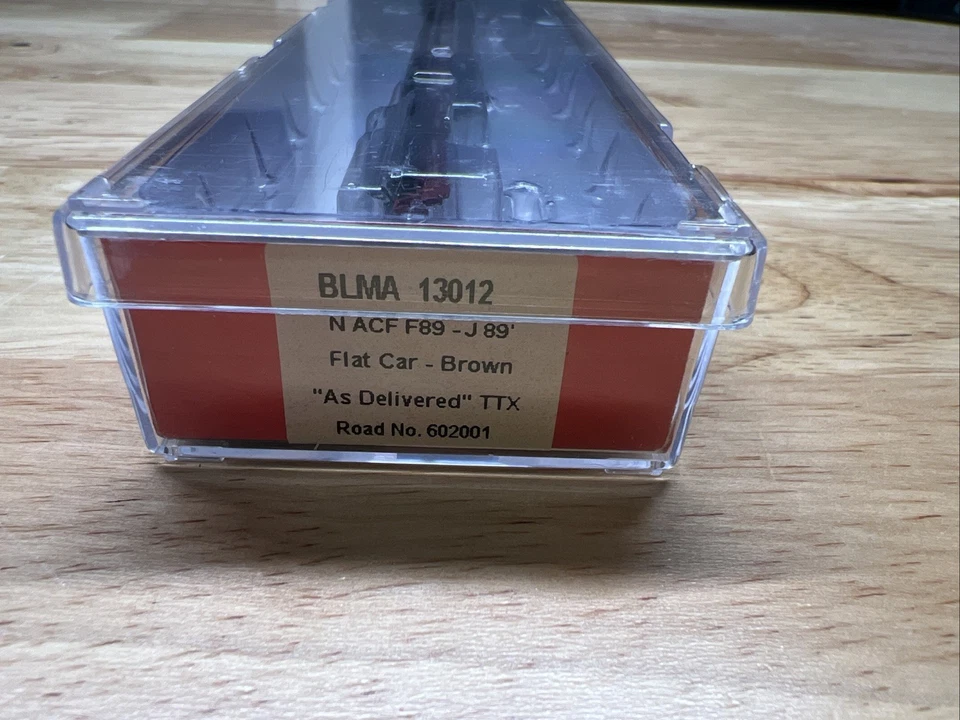 BLMA 13012
N ACF F89 - J 89'
Flat Car - Brown
"As Delivered" TTX
Road No. 602001